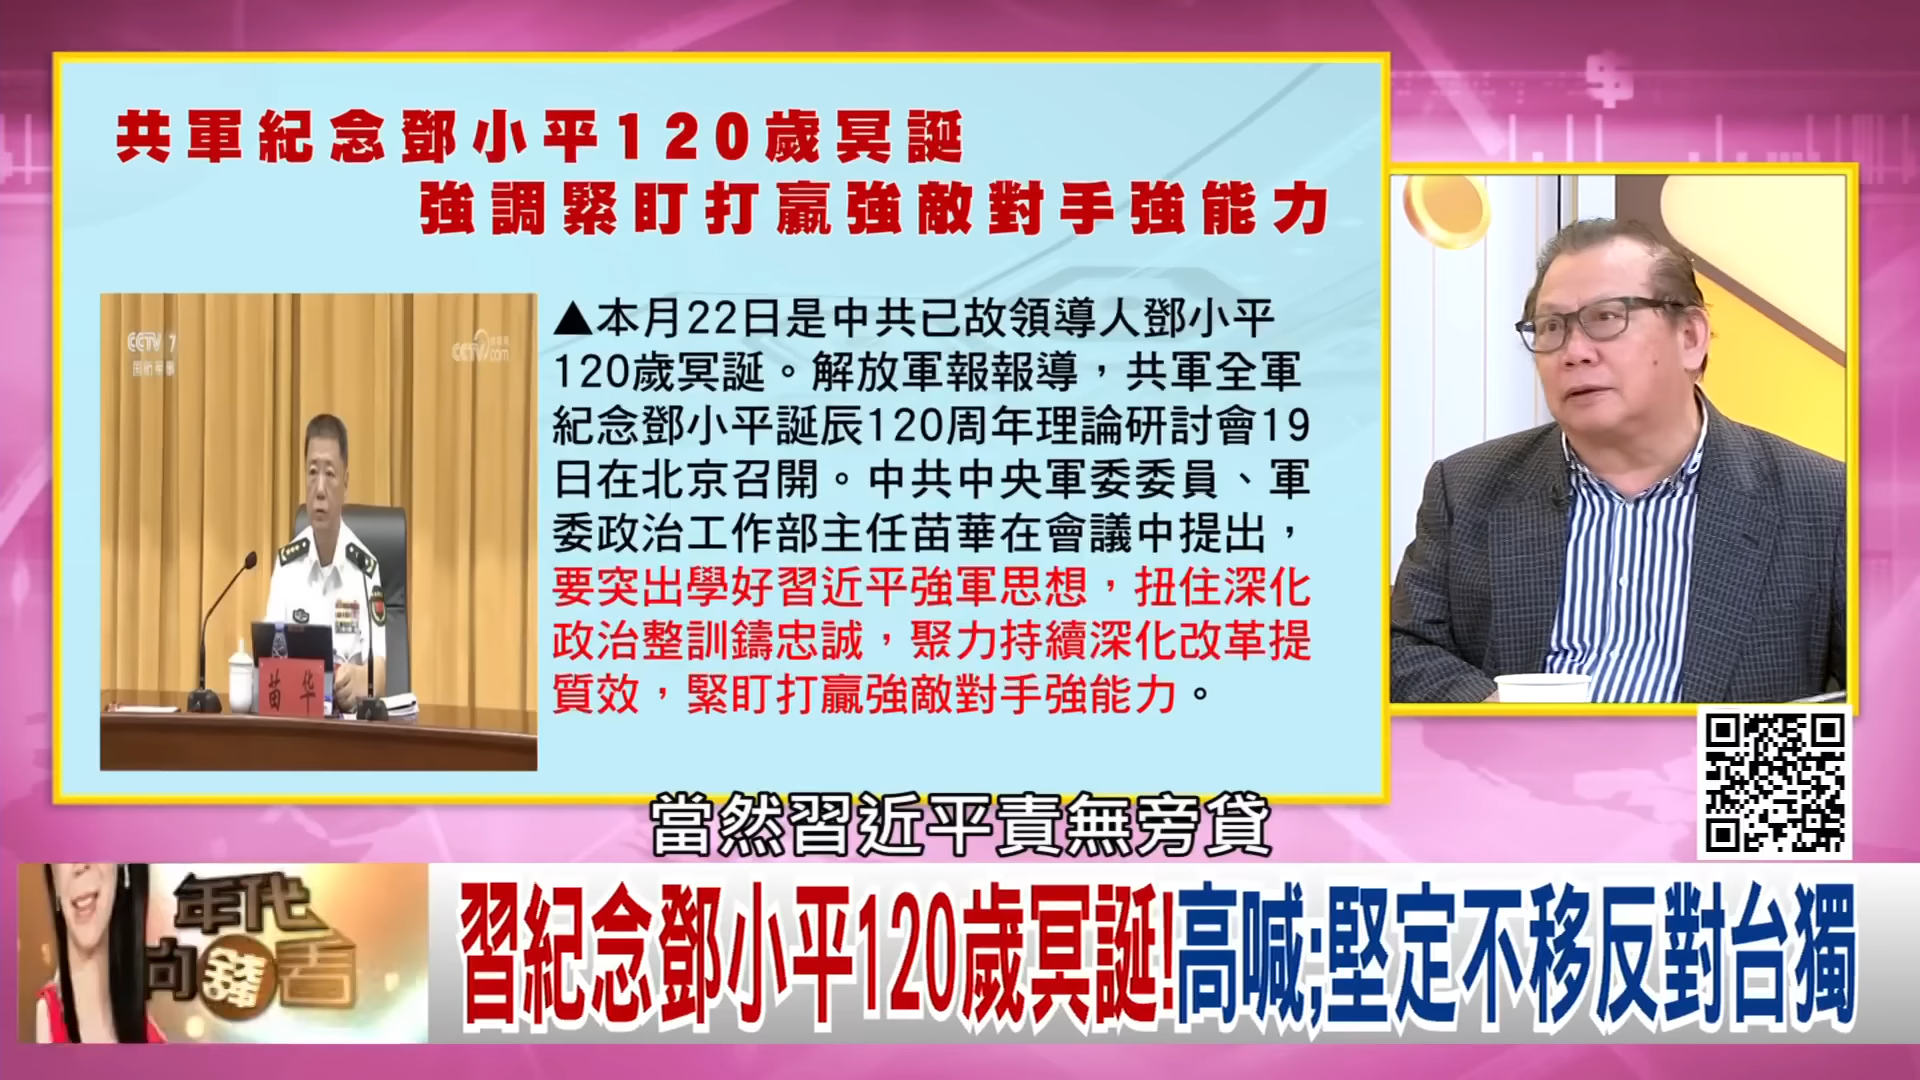 共軍紀念鄧小平120歲冥誕
強調緊盯打贏強敵對手強能力
CCTV 7
CCTV com
▲本月22日是中共已故領導人鄧小平
120歲冥誕。解放軍報報導，共軍全軍
紀念鄧小平誕辰120周年理論研討會19
日在北京召開。中共中央軍委委員、軍
委政治工作部主任苗華在會議中提出，
要突出學好習近平強軍思想，扭住深化
政治整訓鑄忠誠，聚力持續深化改革提
質效，緊盯打贏強敵對手強能力。
苗华
當然習近平責無旁貸
年代
向錢看
習紀念鄧小平120歲冥誕!高喊;堅定不移反對台獨